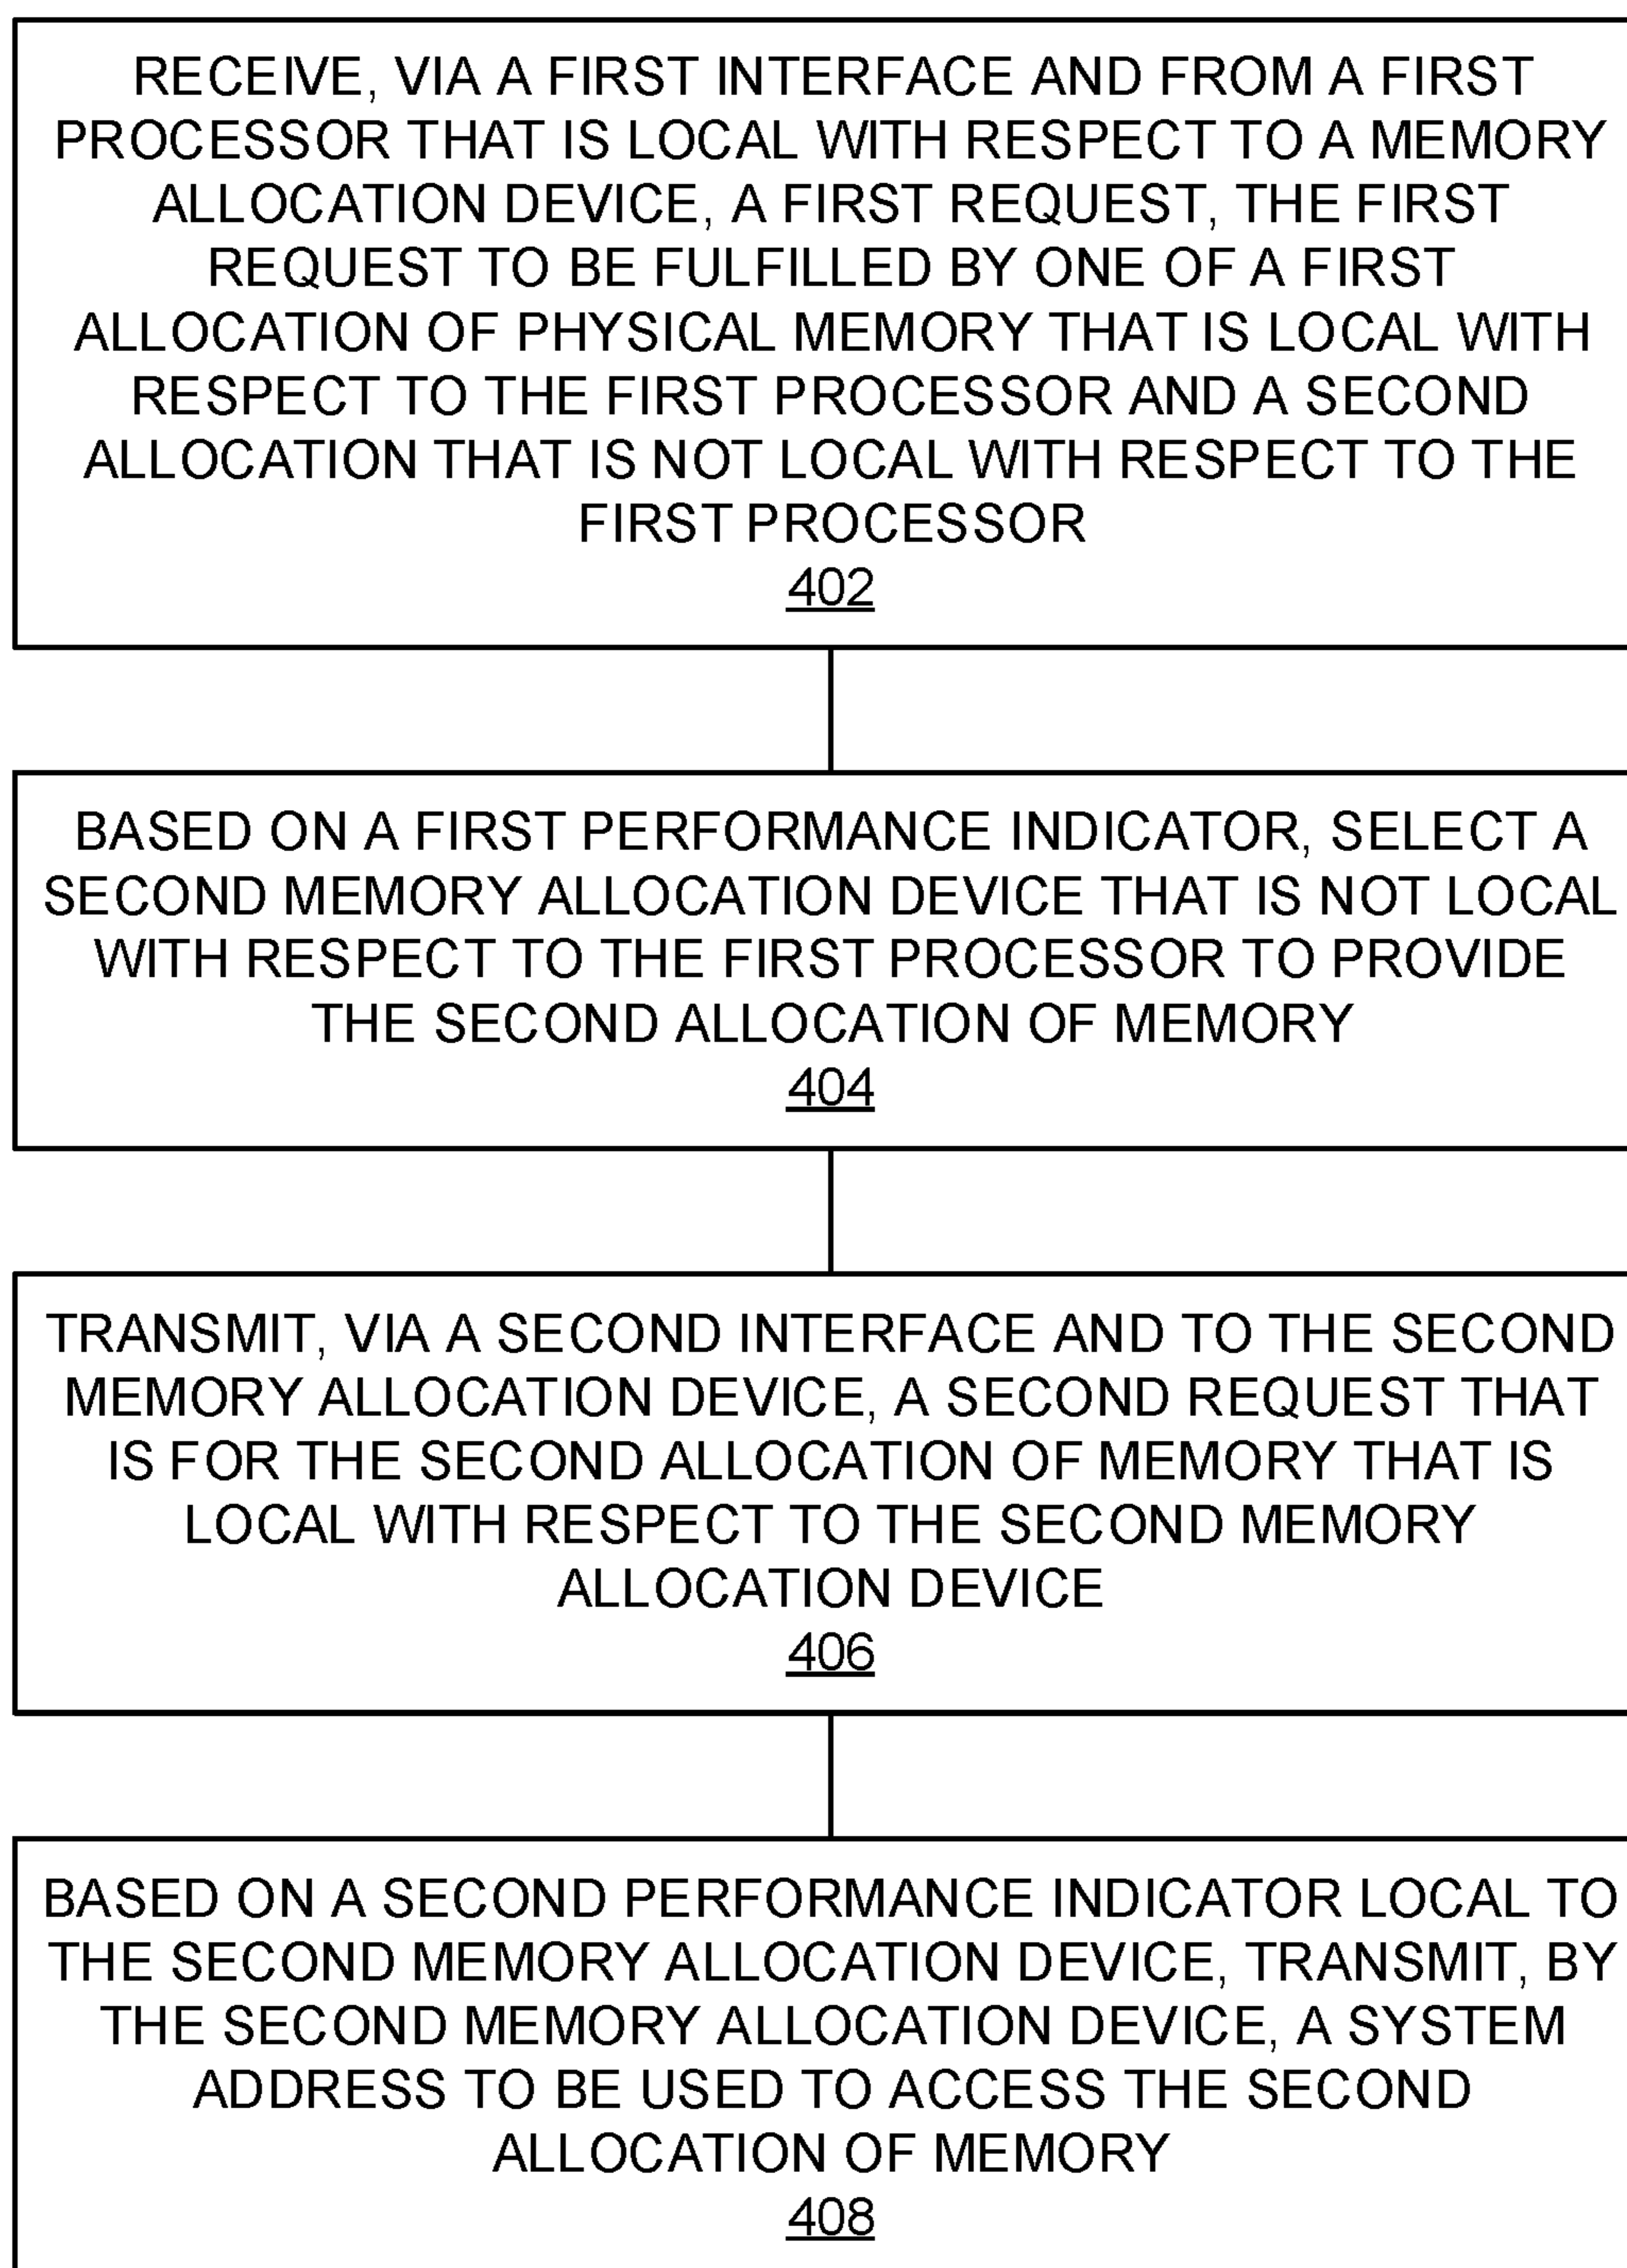 RECEIVE, VIA A FIRST INTERFACE AND FROM A FIRST
PROCESSOR THAT IS LOCAL WITH RESPECT TO A MEMORY
ALLOCATION DEVICE, A FIRST REQUEST, THE FIRST
REQUEST TO BE FULFILLED BY ONE OF A FIRST
ALLOCATION OF PHYSICAL MEMORY THAT IS LOCAL WITH
RESPECT TO THE FIRST PROCESSOR AND A SECOND
ALLOCATION THAT IS NOT LOCAL WITH RESPECT TO THE
FIRST PROCESSOR
402
BASED ON A FIRST PERFORMANCE INDICATOR, SELECT A
SECOND MEMORY ALLOCATION DEVICE THAT IS NOT LOCAL
WITH RESPECT TO THE FIRST PROCESSOR TO PROVIDE
THE SECOND ALLOCATION OF MEMORY
404
TRANSMIT, VIA A SECOND INTERFACE AND TO THE SECOND
MEMORY ALLOCATION DEVICE, A SECOND REQUEST THAT
IS FOR THE SECOND ALLOCATION OF MEMORY THAT IS
LOCAL WITH RESPECT TO THE SECOND MEMORY
ALLOCATION DEVICE
406
BASED ON A SECOND PERFORMANCE INDICATOR LOCAL TO
THE SECOND MEMORY ALLOCATION DEVICE, TRANSMIT, BY
THE SECOND MEMORY ALLOCATION DEVICE, A SYSTEM
ADDRESS TO BE USED TO ACCESS THE SECOND
ALLOCATION OF MEMORY
408